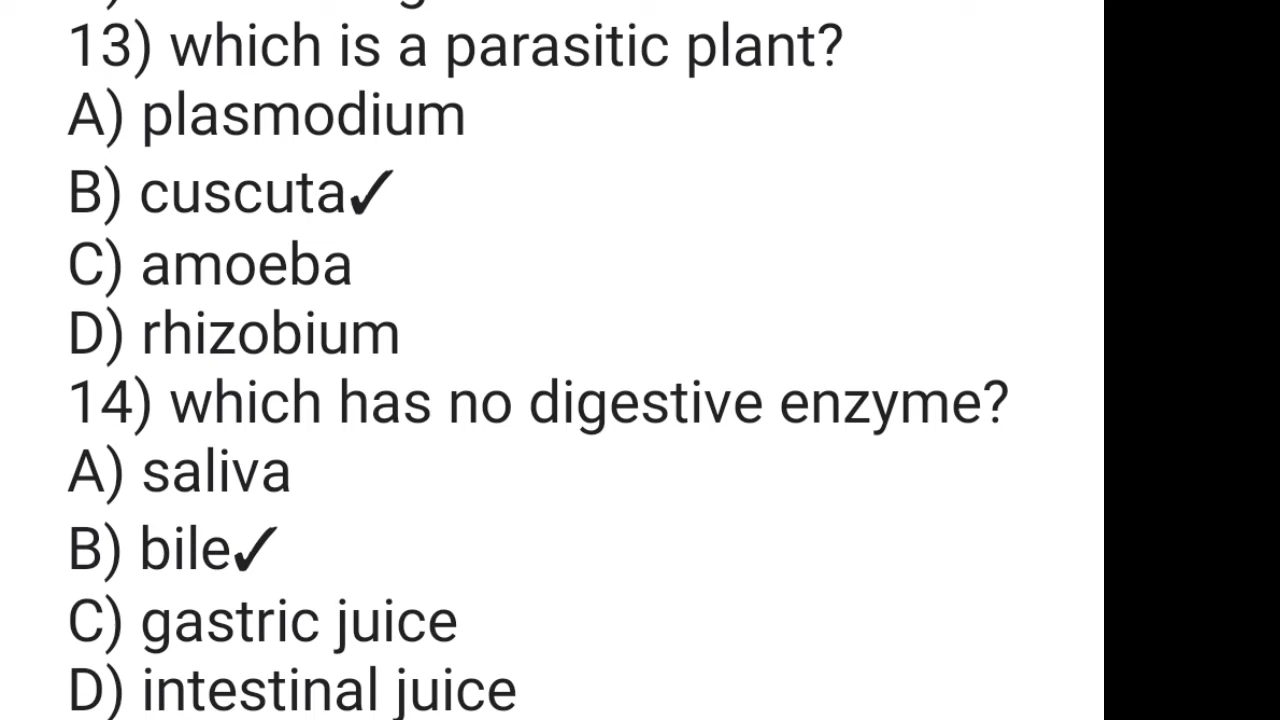 13) which is a parasitic plant?
A) plasmodium
B) cuscuta✓
C) amoeba
D) rhizobium
14) which has no digestive enzyme?
A) saliva
B) bile✓
C) gastric juice
D) intestinal juice